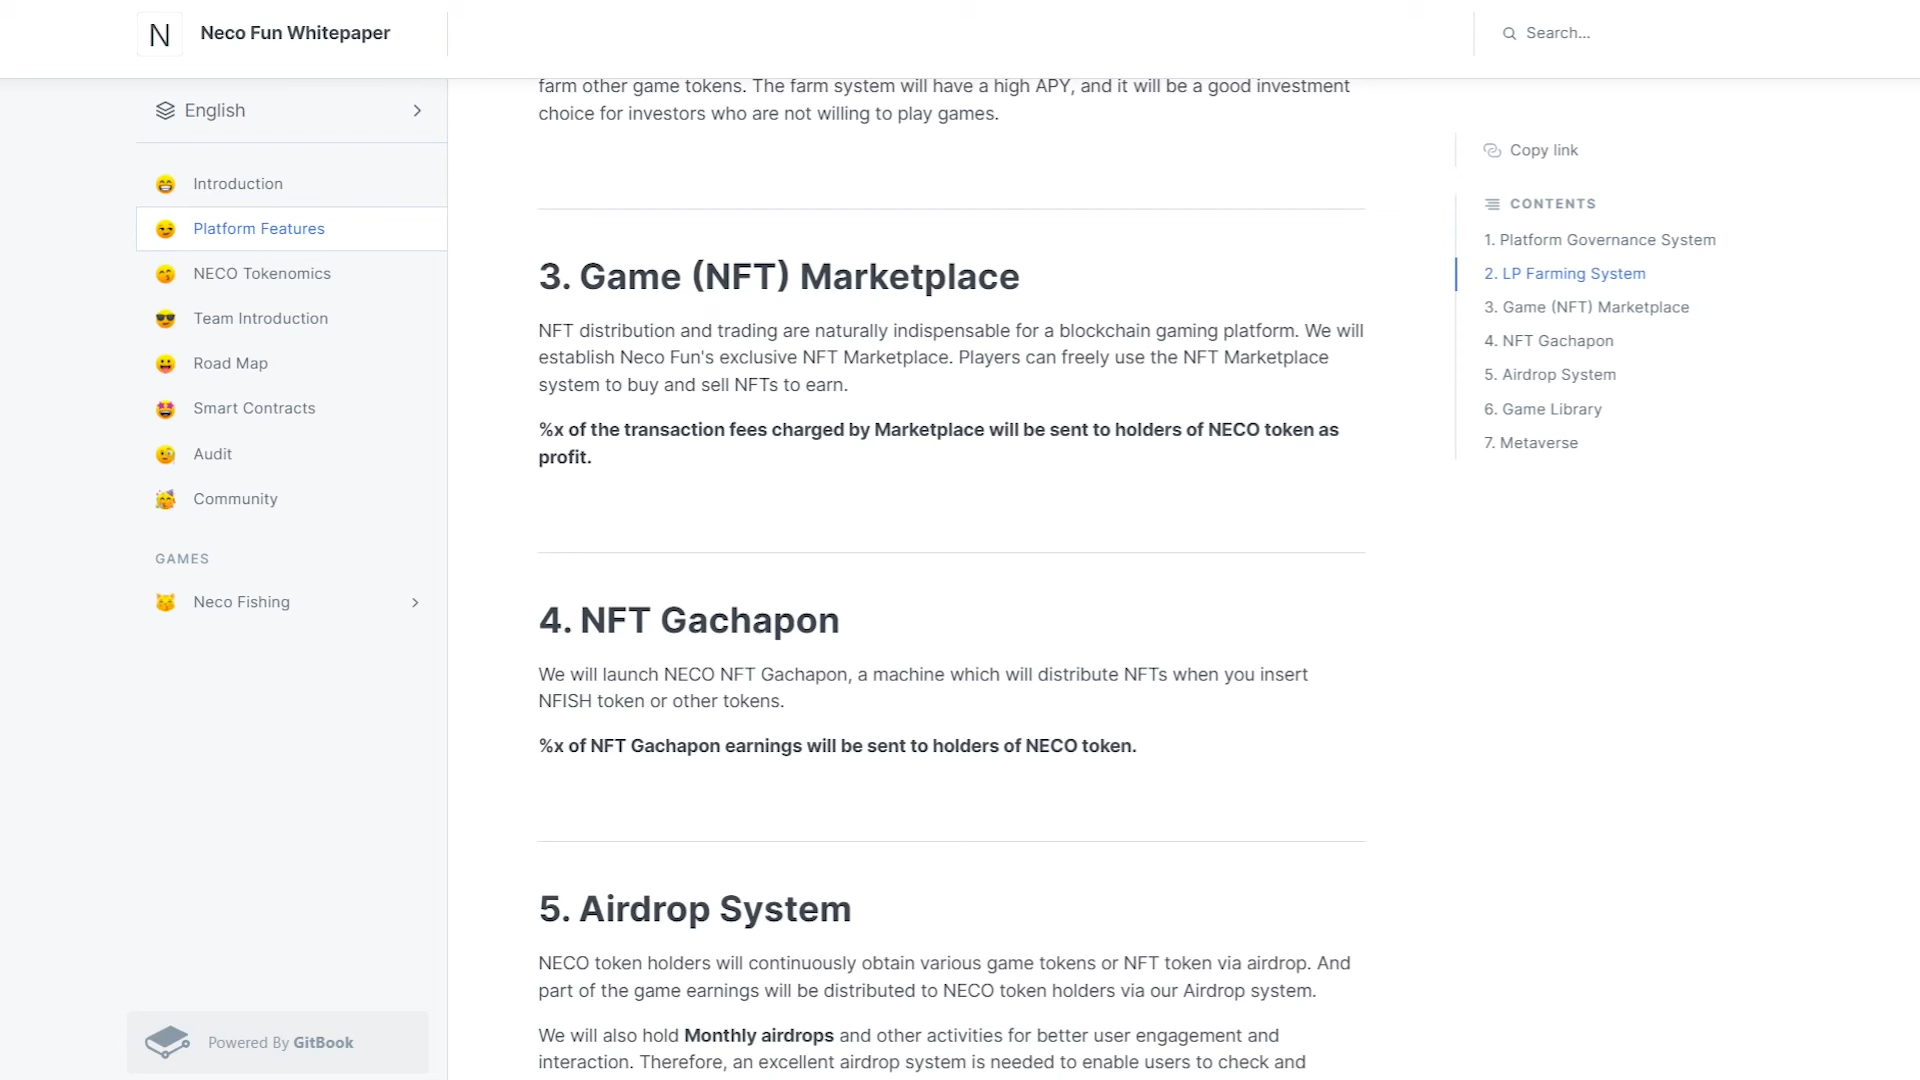 N
Neco Fun Whitepaper
Search...
English
Introduction
Platform Features
NECO Tokenomics
Team Introduction
Road Map
Smart Contracts
Audit
Community
GAMES
Neco Fishing
Powered By GitBook
farm other game tokens. The farm system will have a high APY, and it will be a good investment
choice for investors who are not willing to play games.
3. Game (NFT) Marketplace
NFT distribution and trading are naturally indispensable for a blockchain gaming platform. We will
establish Neco Fun's exclusive NFT Marketplace. Players can freely use the NFT Marketplace
system to buy and sell NFTs to earn.
%x of the transaction fees charged by Marketplace will be sent to holders of NECO token as
profit.
4. NFT Gachapon
We will launch NECO NFT Gachapon, a machine which will distribute NFTs when you insert
NFISH token or other tokens.
%x of NFT Gachapon earnings will be sent to holders of NECO token.
5. Airdrop System
NECO token holders will continuously obtain various game tokens or NFT token via airdrop. And
part of the game earnings will be distributed to NECO token holders via our Airdrop system.
We will also hold Monthly airdrops and other activities for better user engagement and
interaction. Therefore, an excellent airdrop system is needed to enable users to check and
Copy link
CONTENTS
1. Platform Governance System
2. LP Farming System
3. Game (NFT) Marketplace
4. NFT Gachapon
5. Airdrop System
6. Game Library
7. Metaverse